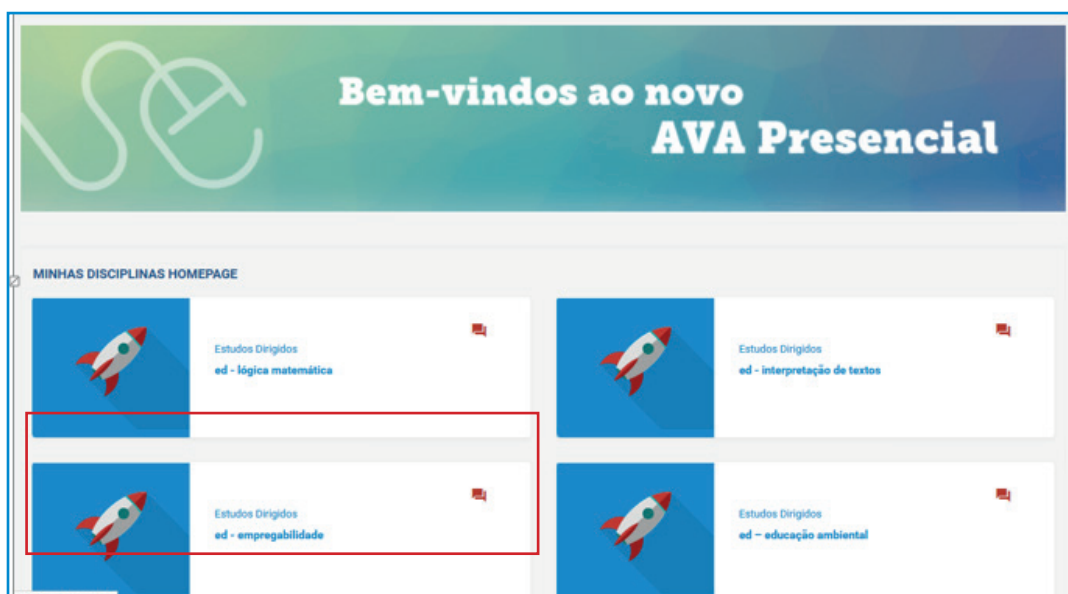 Bem-vindos ao novo
AVA Presencial
MINHAS DISCIPLINAS HOMEPAGE
Estudos Dirigidos
ed - lógica matemática
Estudos Dirigidos
ed - interpretação de textos
Estudos Dirigidos
ed - empregabilidade
Estudos Dirigidos
ed – educação ambiental